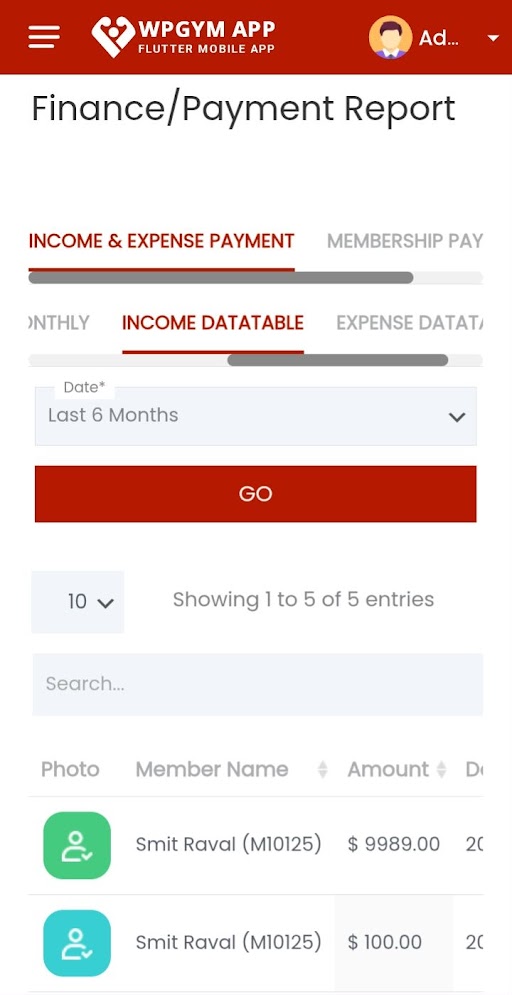 WPGYM APP
FLUTTER MOBILE APP
Ad...
Finance/Payment Report
INCOME & EXPENSE PAYMENT MEMBERSHIP PAY
ONTHLY INCOME DATATABLE EXPENSE DATATA
Date*
Last 6 Months
GO
10 Showing 1 to 5 of 5 entries
Search...
Photo Member Name Amount
Smit Raval (M10125) $ 9989.00 20
Smit Raval (M10125) $ 100.00 20